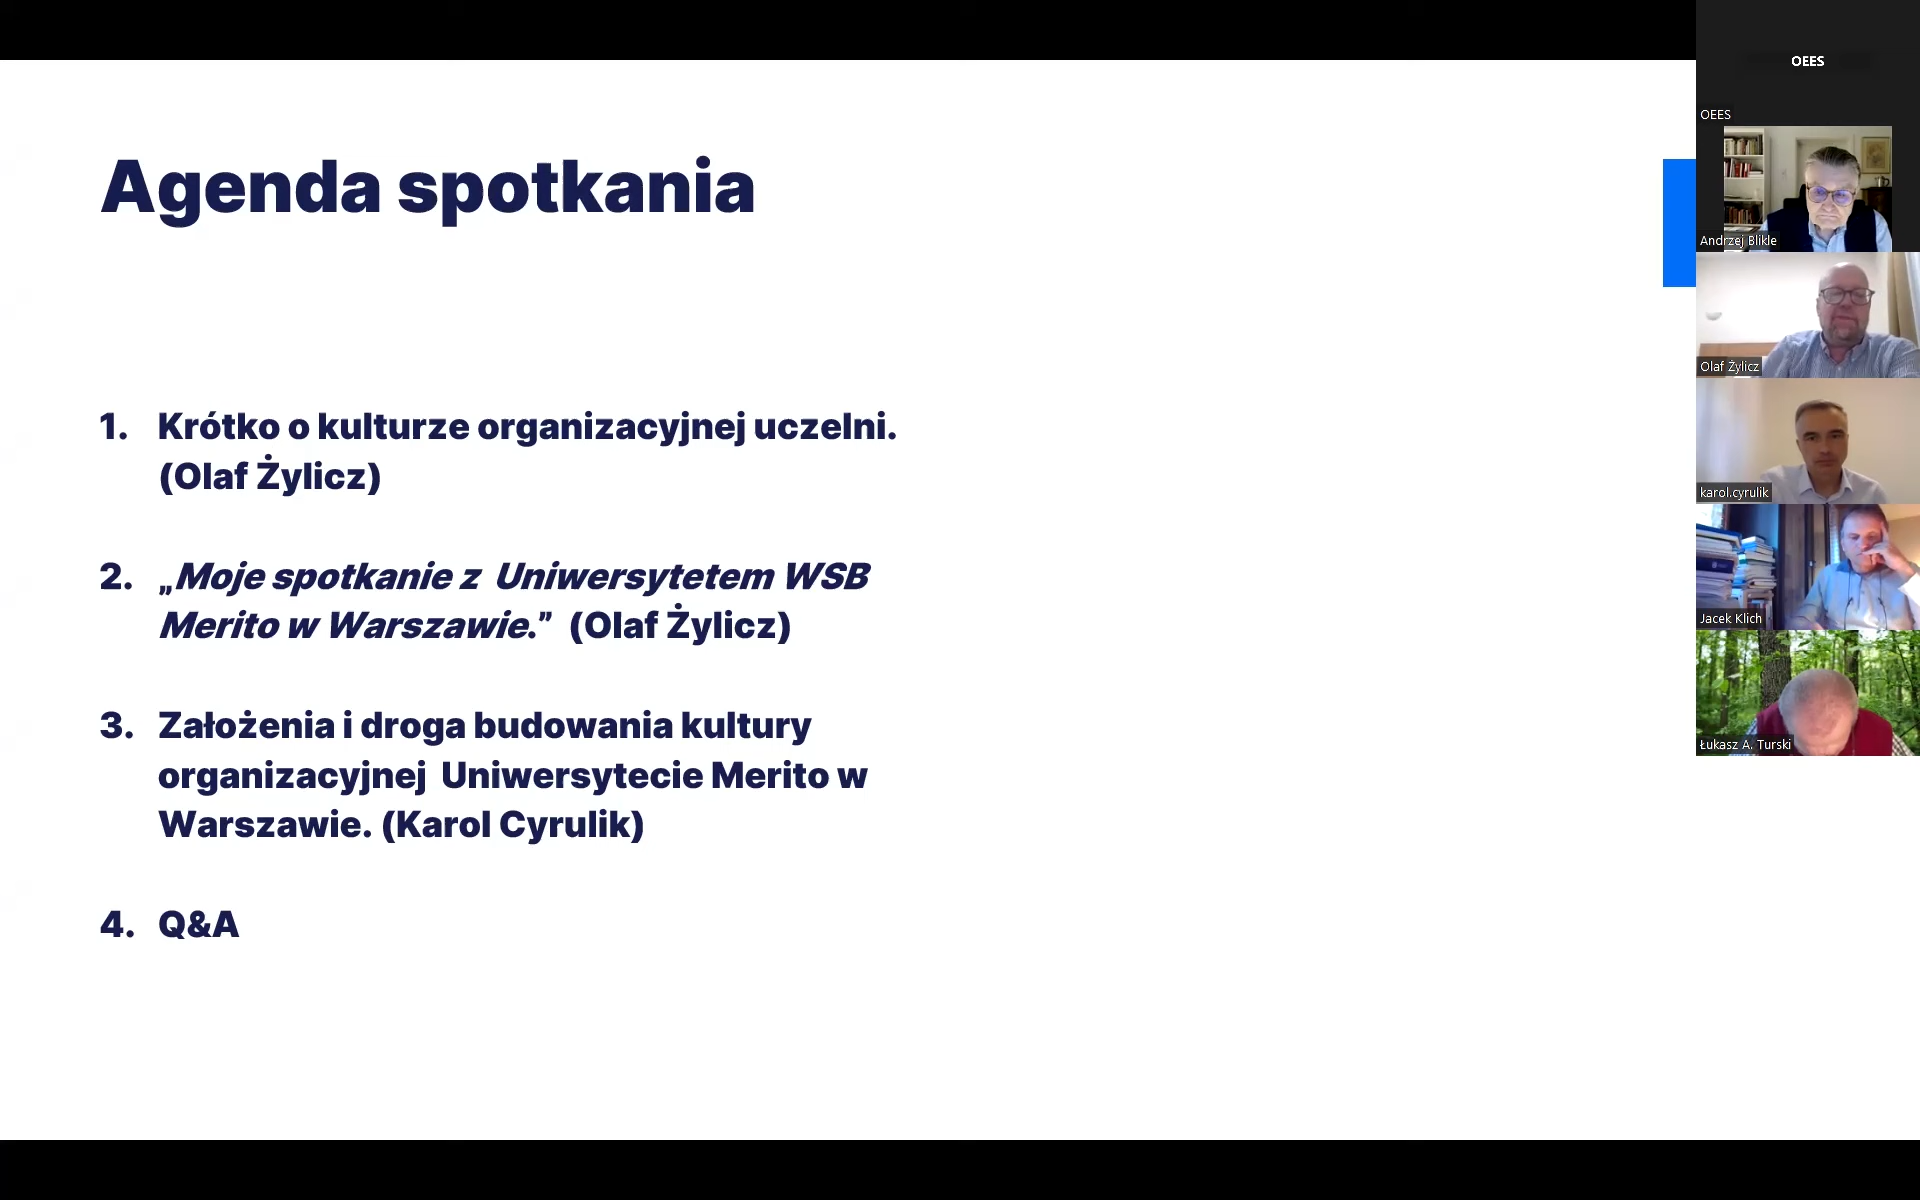 Agenda spotkania
1. Krótko o kulturze organizacyjnej uczelni.
(Olaf Żylicz)
2. „Moje spotkanie z Uniwersytetem WSB
Merito w Warszawie.” (Olaf Żylicz)
3. Założenia i droga budowania kultury
organizacyjnej Uniwersytecie Merito w
Warszawie. (Karol Cyrulik)
4. Q&A
OEES
OEES
Andrzej Blikle
Olaf Żylicz
karol.cyrulik
Jacek Klich
Łukasz A. Turski